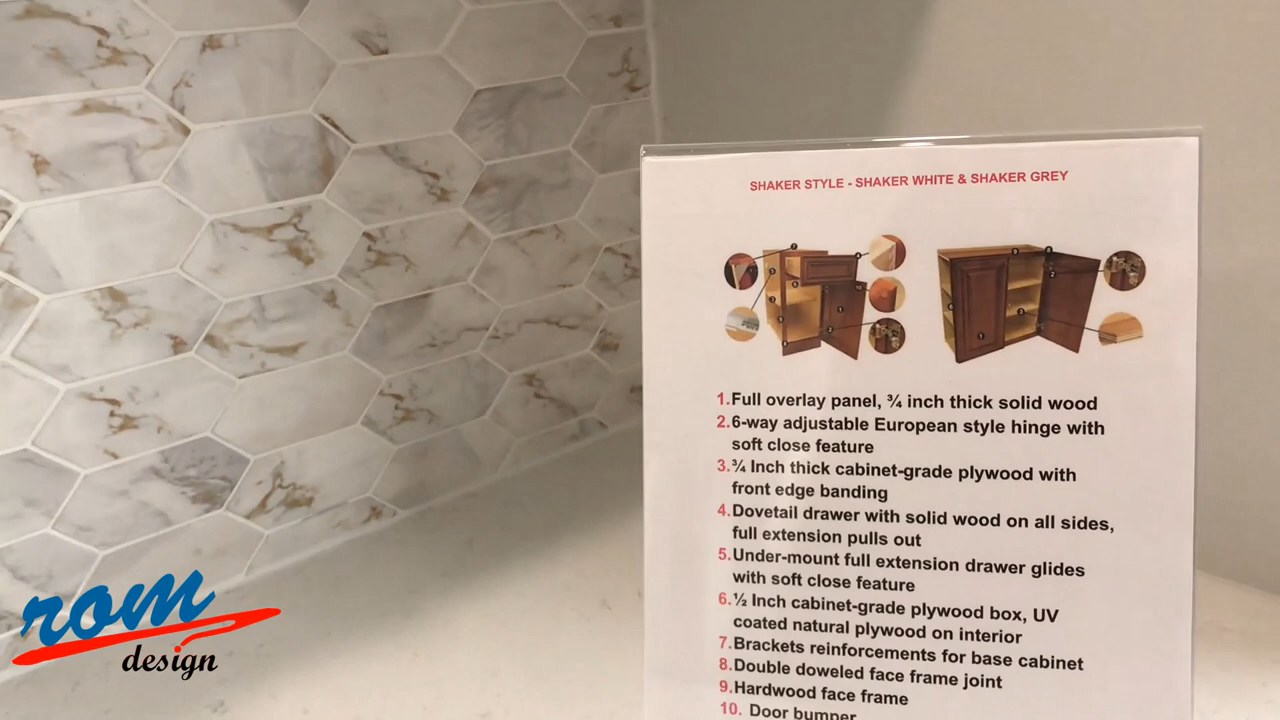 SHAKER STYLE - SHAKER WHITE & SHAKER GREY
1. Full overlay panel, ¾ inch thick solid wood
2. 6-way adjustable European style hinge with
soft close feature
3. ¾ Inch thick cabinet-grade plywood with
front edge banding
4. Dovetail drawer with solid wood on all sides,
full extension pulls out
5. Under-mount full extension drawer glides
with soft close feature
6. ½ Inch cabinet-grade plywood box, UV
coated natural plywood on interior
7. Brackets reinforcements for base cabinet
8. Double doweled face frame joint
9. Hardwood face frame
10. Door bumper
rom
design